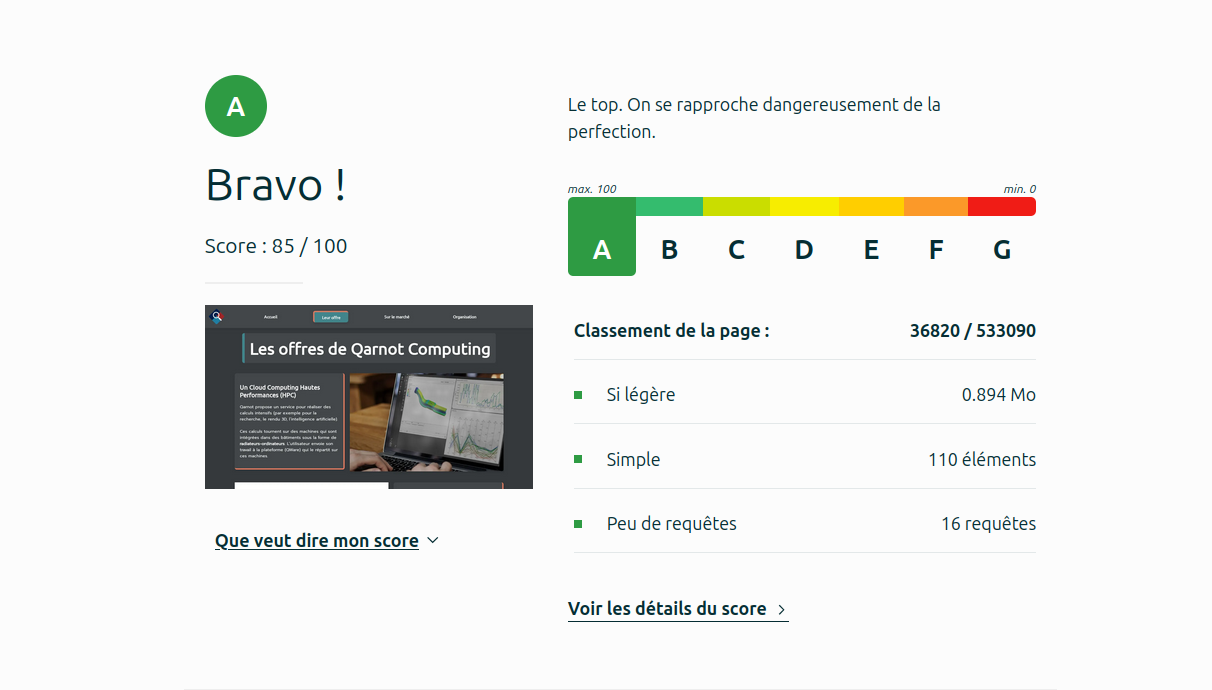 A
Bravo !
Score : 85 / 100
Accueil
Leur offre
Sur le marché
Organisation
Les offres de Qarnot Computing
Un Cloud Computing Hautes
Performances (HPC)
Qarnot propose un service pour réaliser des
calculs intensifs (par exemple pour la
recherche, le rendu 3D, l'intelligence artificielle)
Ces calculs tournent sur des machines qui sont
intégrées dans des bâtiments sous la forme de
radiateurs-ordinateurs. L'utilisateur envoie son
travail à la plateforme (QWare) qui le répartit sur
ces machines.
Que veut dire mon score
Le top. On se rapproche dangereusement de la
perfection.
max. 100
min. 0
A B C D E F G
Classement de la page : 36820 / 533090
Si légère 0.894 Mo
Simple 110 éléments
Peu de requêtes 16 requêtes
Voir les détails du score